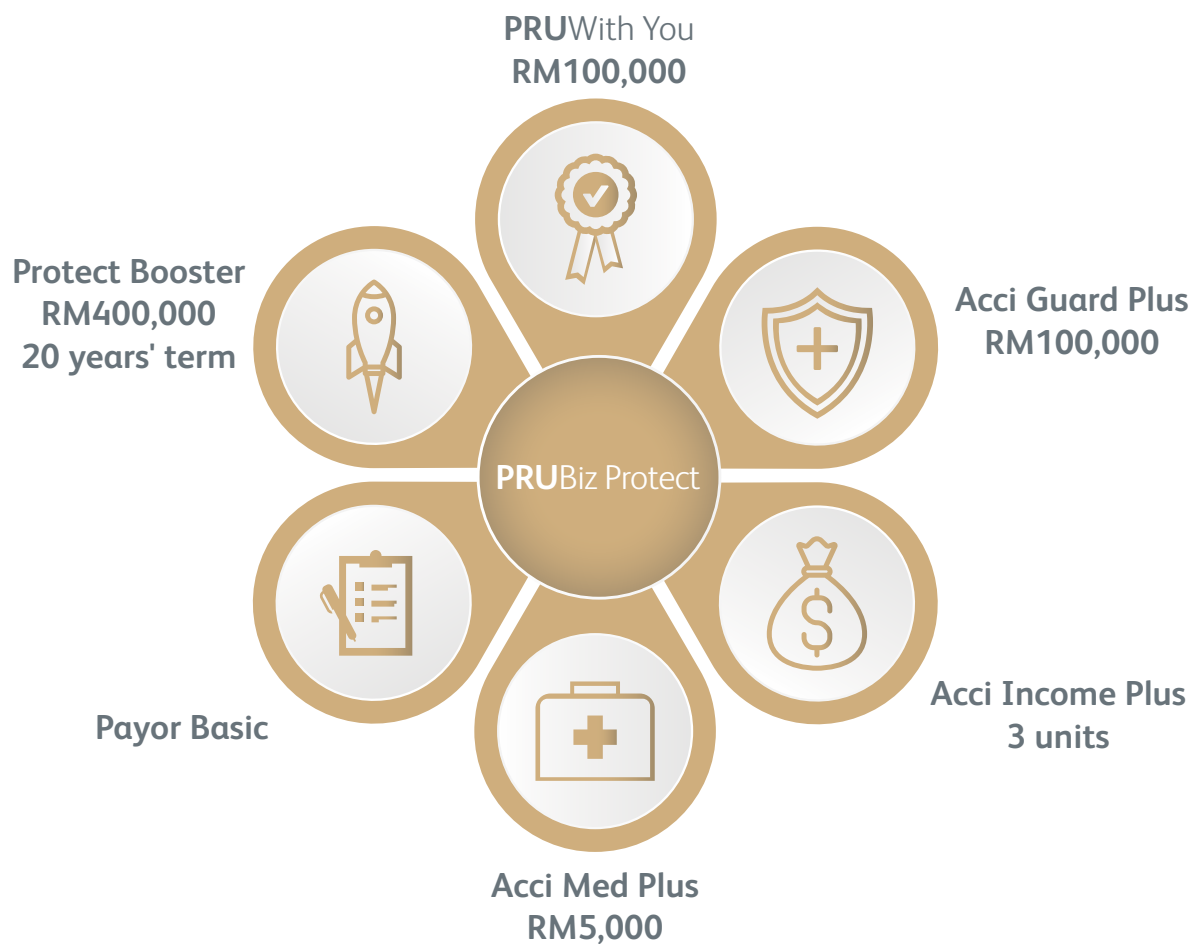 PRUWith You
RM100,000
Protect Booster
RM400,000
20 years' term
Acci Guard Plus
RM100,000
PRUBiz Protect
Payor Basic
Acci Income Plus
3 units
Acci Med Plus
RM5,000